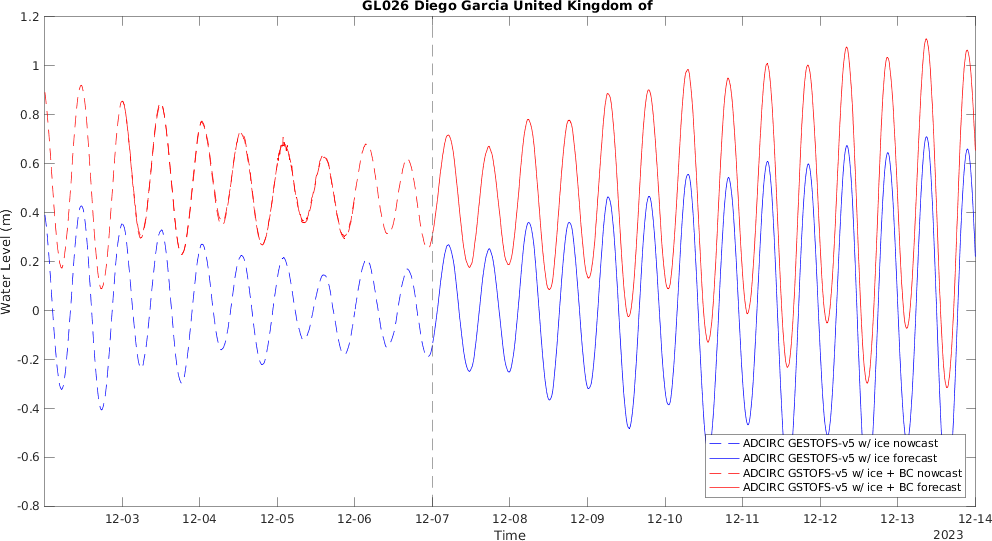 GL026 Diego Garcia United Kingdom of
1.2
1
0.8
0.6
0.4
0.2
0
-0.2
-0.4
-0.6
-0.8
Water Level (m)
ADCIRC GESTOFS-v5 w/ ice nowcast
ADCIRC GESTOFS-v5 w/ ice forecast
ADCIRC GSTOFS-v5 w/ ice + BC nowcast
ADCIRC GSTOFS-v5 w/ ice + BC forecast
12-03 12-04 12-05 12-06 12-07 12-08 12-09 12-10 12-11 12-12 12-13 12-14
Time
2023